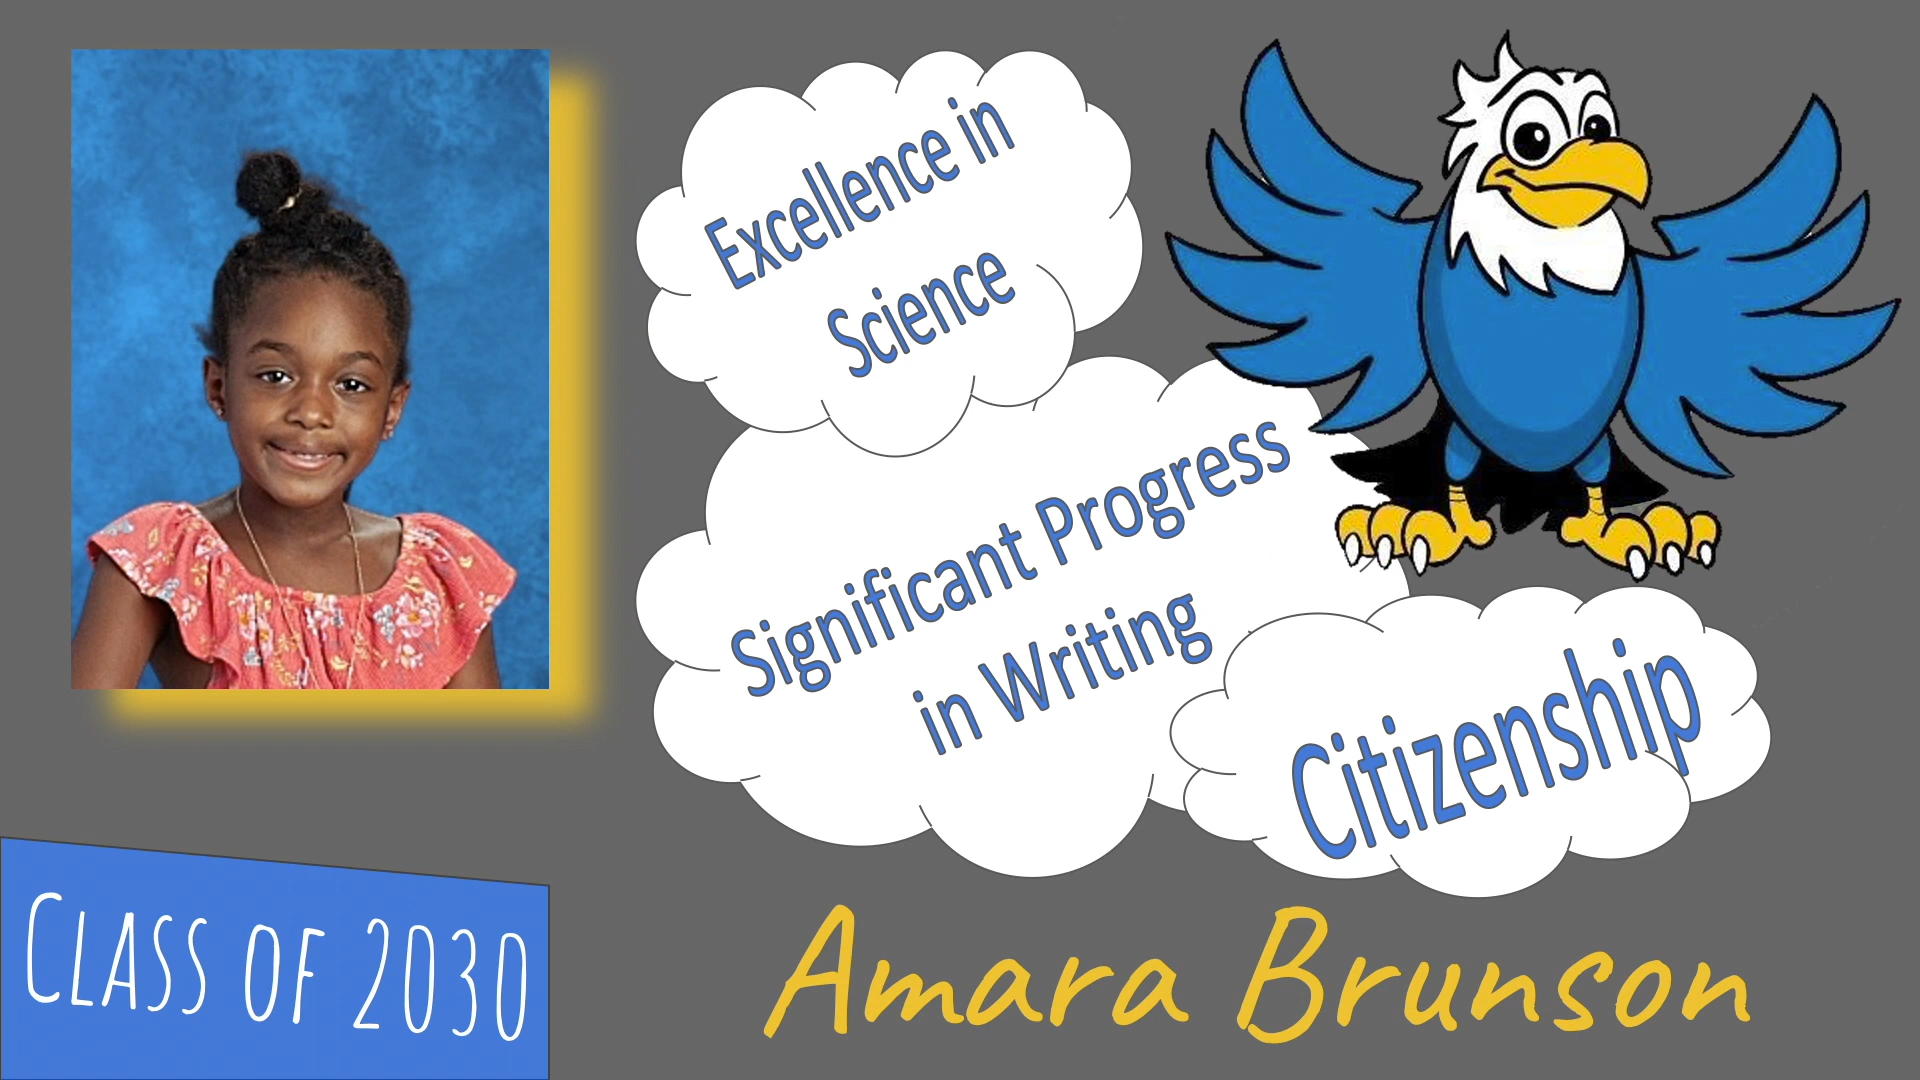 Excellence in
Science
Significant Progress
in Writing
Citizenship
Class of 2030
Amara Brunson